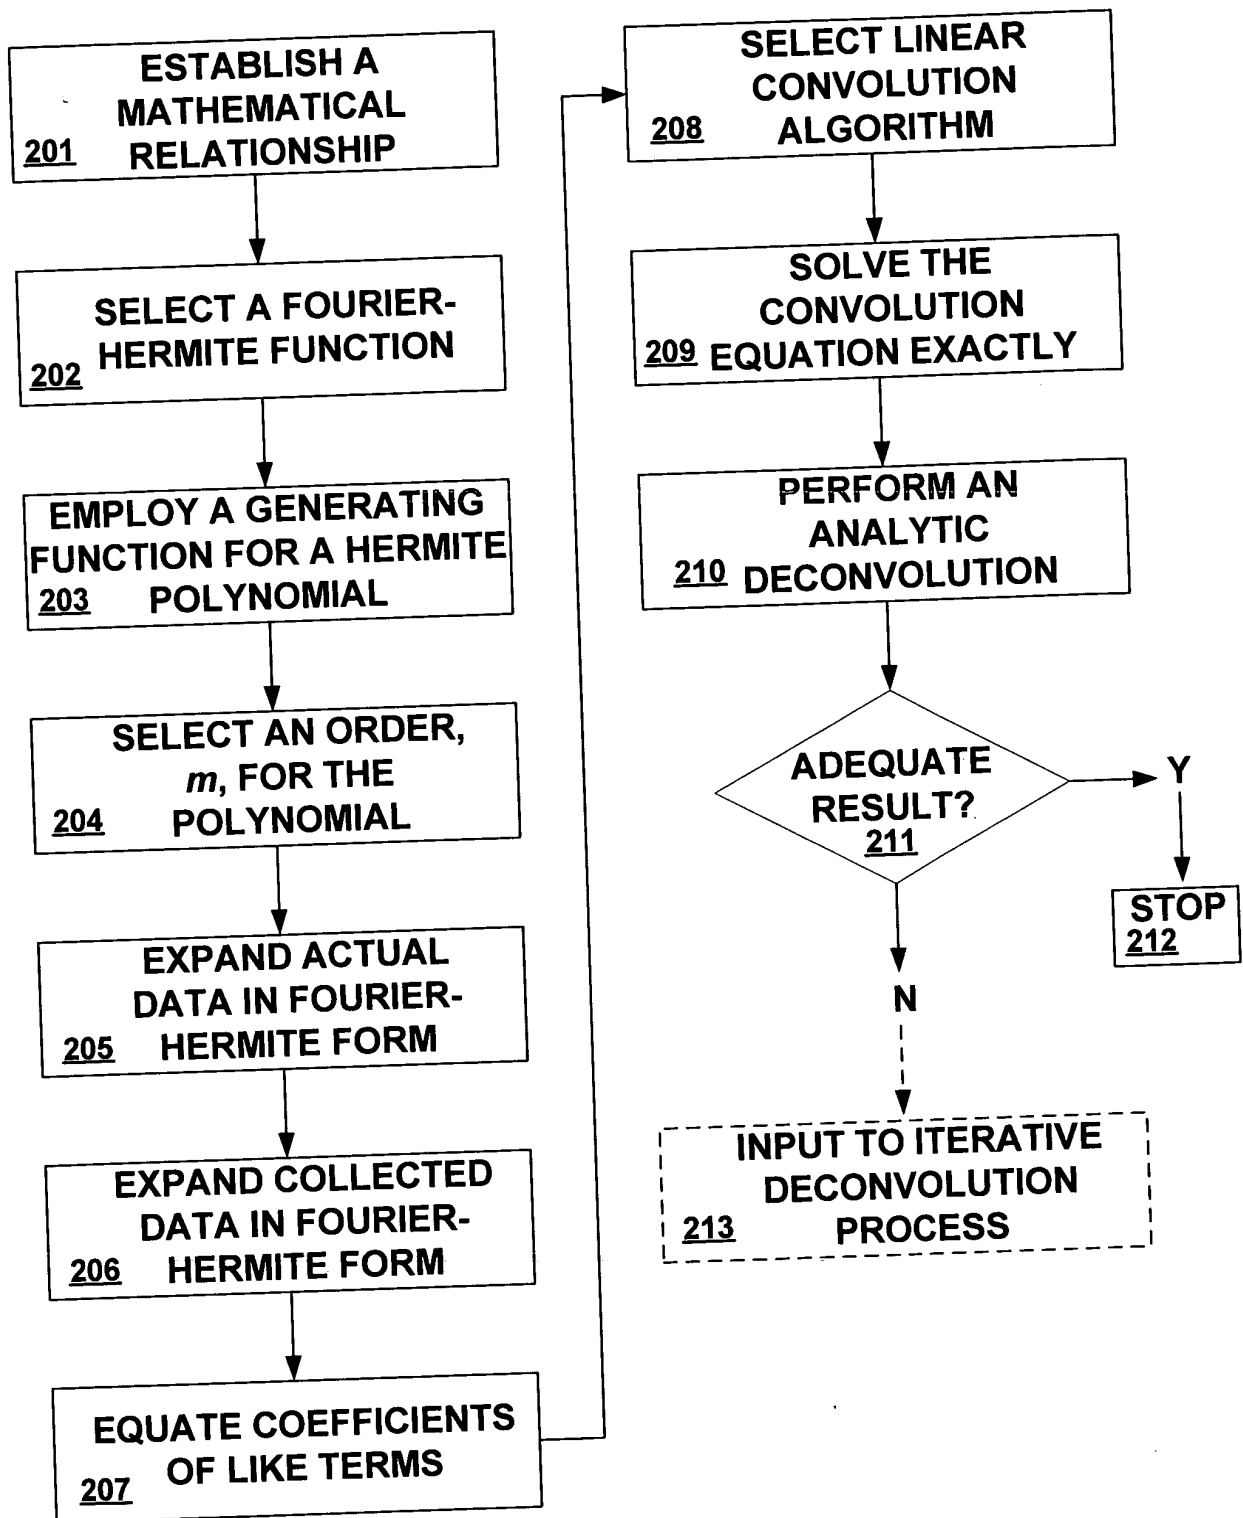 ESTABLISH A
MATHEMATICAL
201 RELATIONSHIP
SELECT A FOURIER-
202 HERMITE FUNCTION
EMPLOY A GENERATING
FUNCTION FOR A HERMITE
203 POLYNOMIAL
SELECT AN ORDER,
m, FOR THE
204 POLYNOMIAL
EXPAND ACTUAL
DATA IN FOURIER-
205 HERMITE FORM
EXPAND COLLECTED
DATA IN FOURIER-
206 HERMITE FORM
EQUATE COEFFICIENTS
OF LIKE TERMS
207
SELECT LINEAR
CONVOLUTION
208 ALGORITHM
SOLVE THE
CONVOLUTION
209 EQUATION EXACTLY
PERFORM AN
ANALYTIC
210 DECONVOLUTION
ADEQUATE
RESULT?
211
Y
STOP
212
N
INPUT TO ITERATIVE
DECONVOLUTION
213 PROCESS